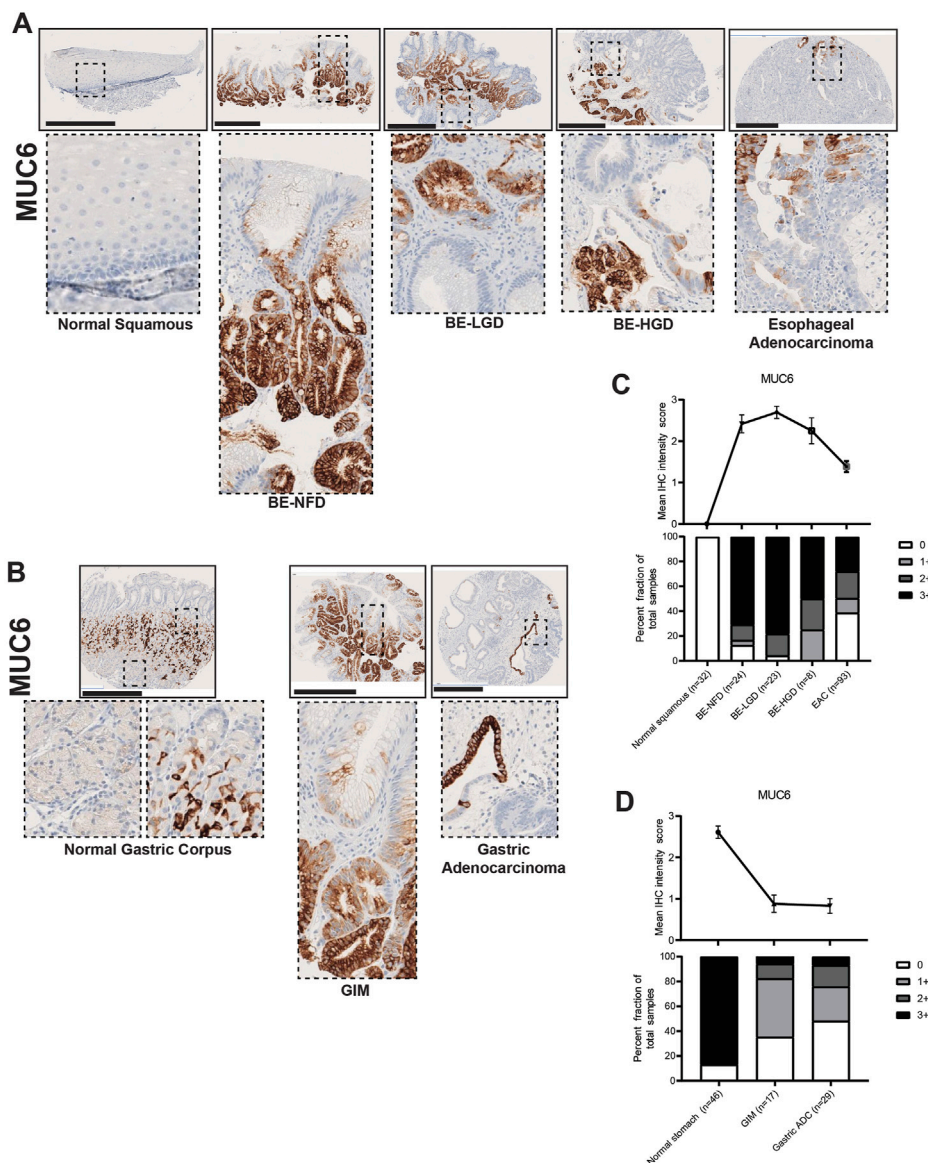 A
MUC6
Normal Squamous
BE-NFD
BE-LGD
BE-HGD
Esophageal
Adenocarcinoma
B
MUC6
Normal Gastric Corpus
GIM
Gastric
Adenocarcinoma
C
MUC6
Mean IHC intensity score
3
2
1
0
Percent fraction of
total samples
100
80
60
40
20
0
0
1+
2+
3+
Normal squamous (n=32)
BE-NFD (n=24)
BE-LGD (n=23)
BE-HGD (n=8)
EAC (n=93)
D
MUC6
Mean IHC intensity score
3
2
1
0
Percent fraction of
total samples
100
80
60
40
20
0
0
1+
2+
3+
Normal stomach (n=46)
GIM (n=17)
Gastric ADC (n=29)